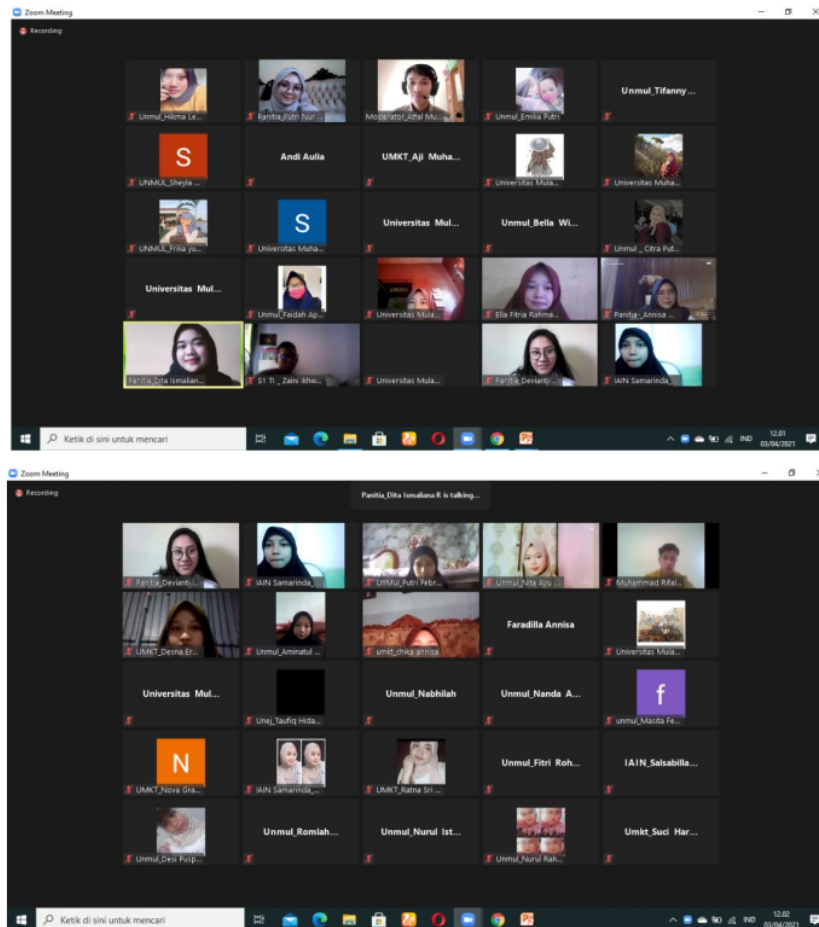 Zoom Meeting
Recording
Unmul_Hikma Le...
Panitia_Putri Nur
Moderator_Atfal Mu...
Unmul_Emilia Putri
Unmul_Tifanny...
S
UNMUL_Sheyla ...
Andi Aulia
UMKT_Aji Muha...
Universitas Mula...
Universitas Muha...
UNMUL_Frilia yu...
S
Universitas Muha...
Universitas Mul...
Unmul_Bella Wi...
Unmul _ Citra Put...
Universitas Mul...
Unmul_Faidah Ap...
Universitas Mula...
Ella Fitria Rahma...
Panitia-_Annisa ...
Panitia_Dita Ismalian...
S1 TI _ Zaini Ikhw...
Universitas Mula...
Panitia_Devianti ...
IAIN Samarinda_...
Ketik di sini untuk mencari
IND
12.01
03/04/2021
Zoom Meeting
Recording
Panitia_Dita Ismaliana R is talking...
Panitia_Devianti ...
IAIN Samarinda_...
UnMul_Putri Febr...
Unmul_Nita Ayu ...
Muhammad Rifal...
UMKT_Desna Er...
Unmul_Aminatul ...
umkt_chika annisa
Faradilla Annisa
Universitas Mula...
Universitas Mul...
Unej_Taufiq Hida...
Unmul_Nabhilah
Unmul_Nanda A...
f
unmul_Masita Fe...
N
UMKT_Nova Gra...
IAIN Samarinda_...
UMKT_Ratna Sri ...
Unmul_Fitri Roh...
IAIN_Salsabilla...
Unmul_Desi Pusp...
Unmul_Romlah...
Unmul_Nurul Ist...
Unmul_Nurul Rah...
Umkt_Suci Har...
Ketik di sini untuk mencari
IND
12.02
03/04/2021